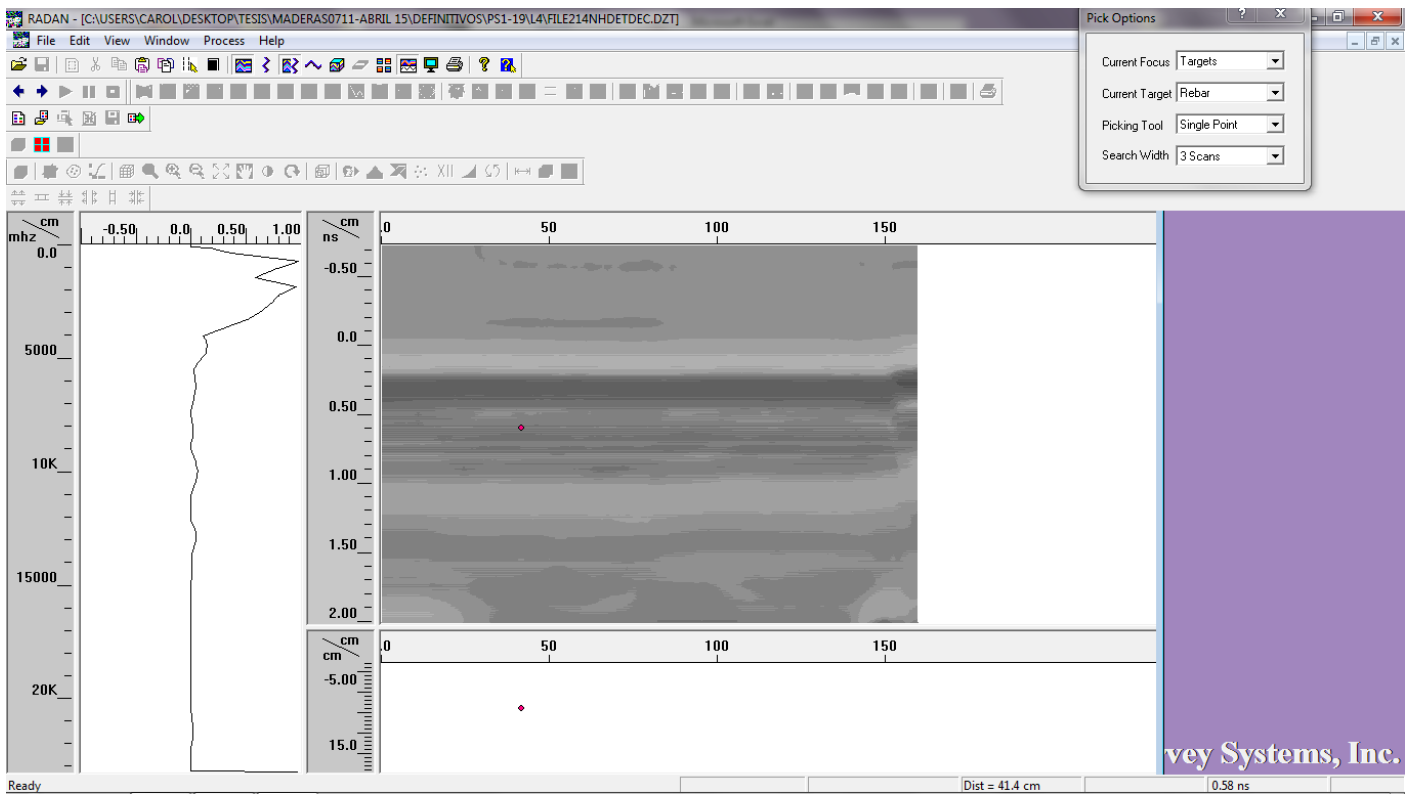 RADAN - [C:\USERS\CAROL\DESKTOP\TESIS\MADERAS0711-ABRIL 15\DEFINITIVOS\PS1-19\L4\FILE214NHDETDEC.DZT]
File Edit View Window Process Help
Pick Options
Current Focus Targets
Current Target Rebar
Picking Tool Single Point
Search Width 3 Scans
XII
cm
mhz
-0.50 0.0 0.50 1.00
0.0
5000
10K
15000
20K
cm
ns
.0 50 100 150
-0.50
0.0
0.50
1.00
1.50
2.00
cm
cm
.0 50 100 150
-5.00
15.0
vey Systems, Inc.
Ready
Dist = 41.4 cm
0.58 ns